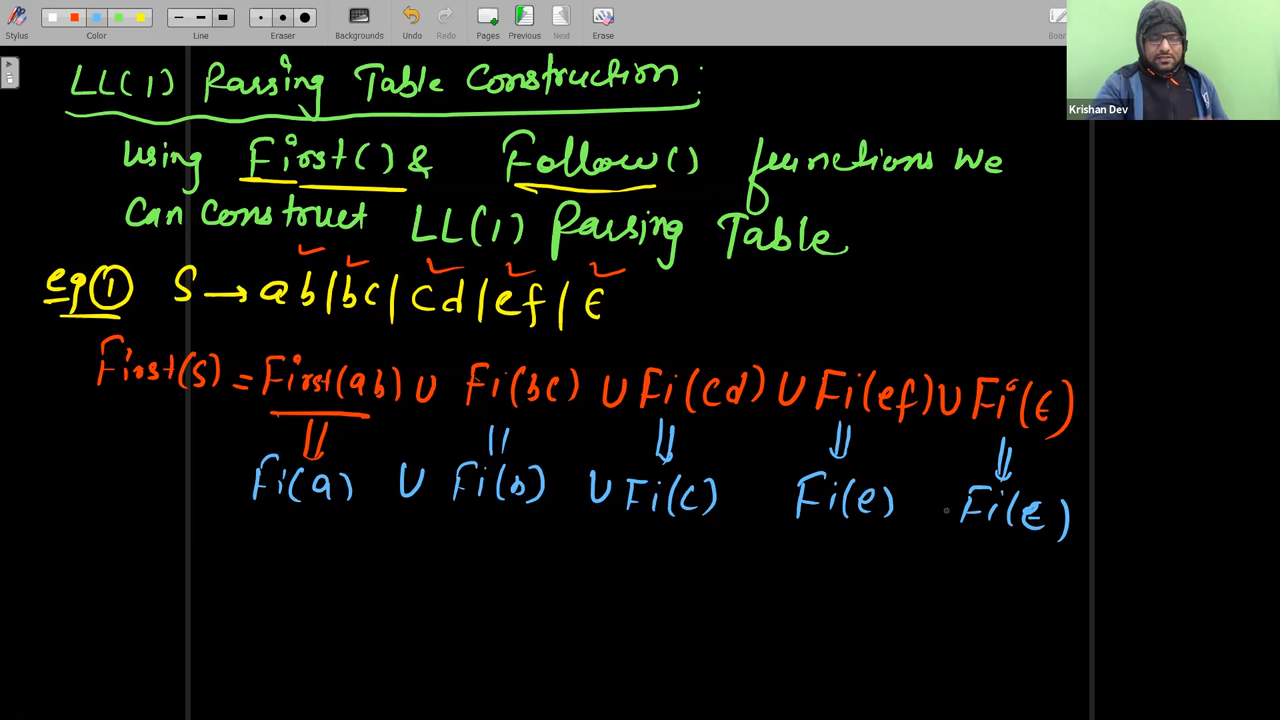 Stylus Color Line Eraser Backgrounds Undo Redo Pages Previous Next Erase
Krishan Dev
LL(1) Parsing Table Construction:
Using First() & Follow() functions we
Can construct LL(1) Parsing Table
eg ① S → ab | bc | cd | ef | ϵ
First(S) = First(ab) ∪ Fi(bc) ∪ Fi(cd) ∪ Fi(ef) ∪ Fi(ϵ)
Fi(a) ∪ Fi(b) ∪ Fi(c) Fi(e) Fi(ϵ)